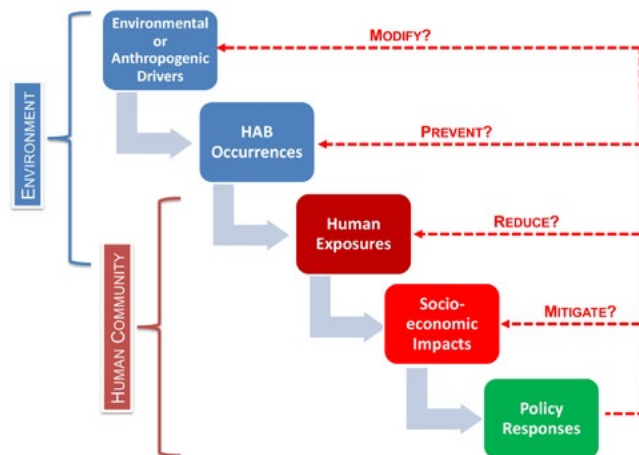 Environmental
or
Anthropogenic
Drivers
MODIFY?
ENVIRONMENT
HAB
Occurrences
PREVENT?
Human
Exposures
REDUCE?
HUMAN COMMUNITY
Socio-
economic
Impacts
MITIGATE?
Policy
Responses